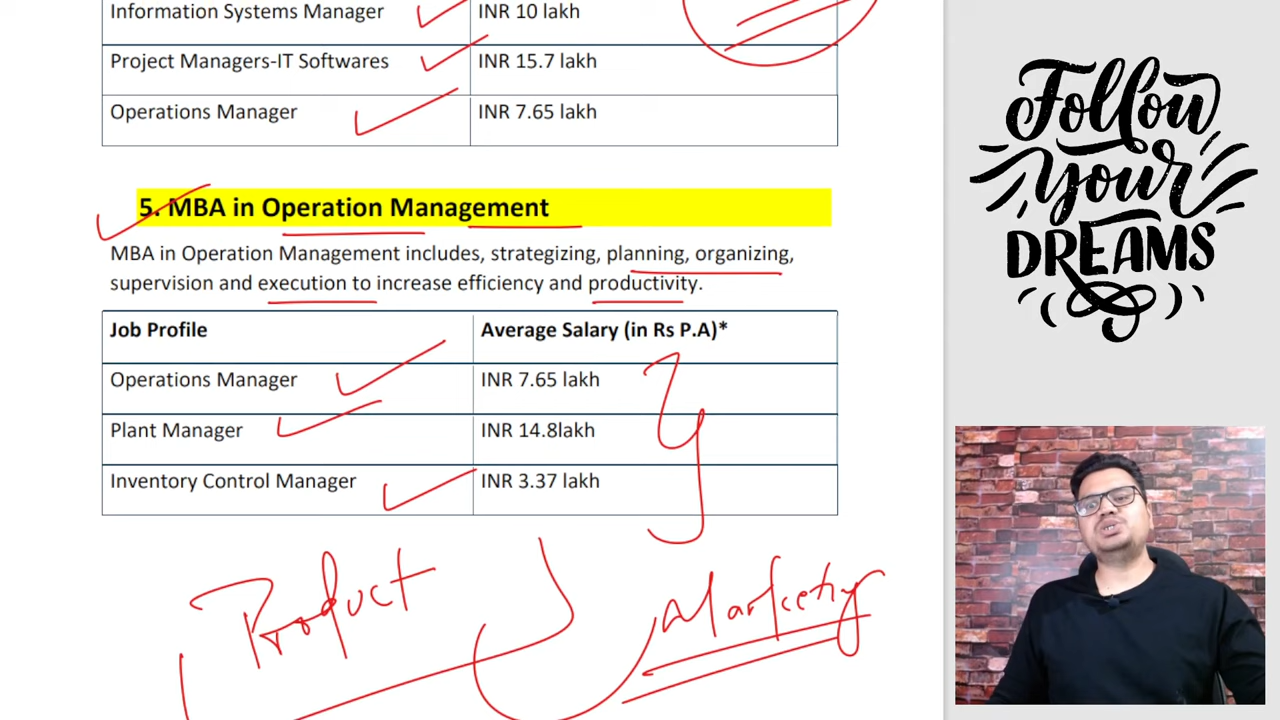 Information Systems Manager INR 10 lakh
Project Managers-IT Softwares INR 15.7 lakh
Operations Manager INR 7.65 lakh
5. MBA in Operation Management
MBA in Operation Management includes, strategizing, planning, organizing,
supervision and execution to increase efficiency and productivity.
Job Profile Average Salary (in Rs P.A)*
Operations Manager INR 7.65 lakh
Plant Manager INR 14.8lakh
Inventory Control Manager INR 3.37 lakh
Product Marketing
Follow
Your
DREAMS